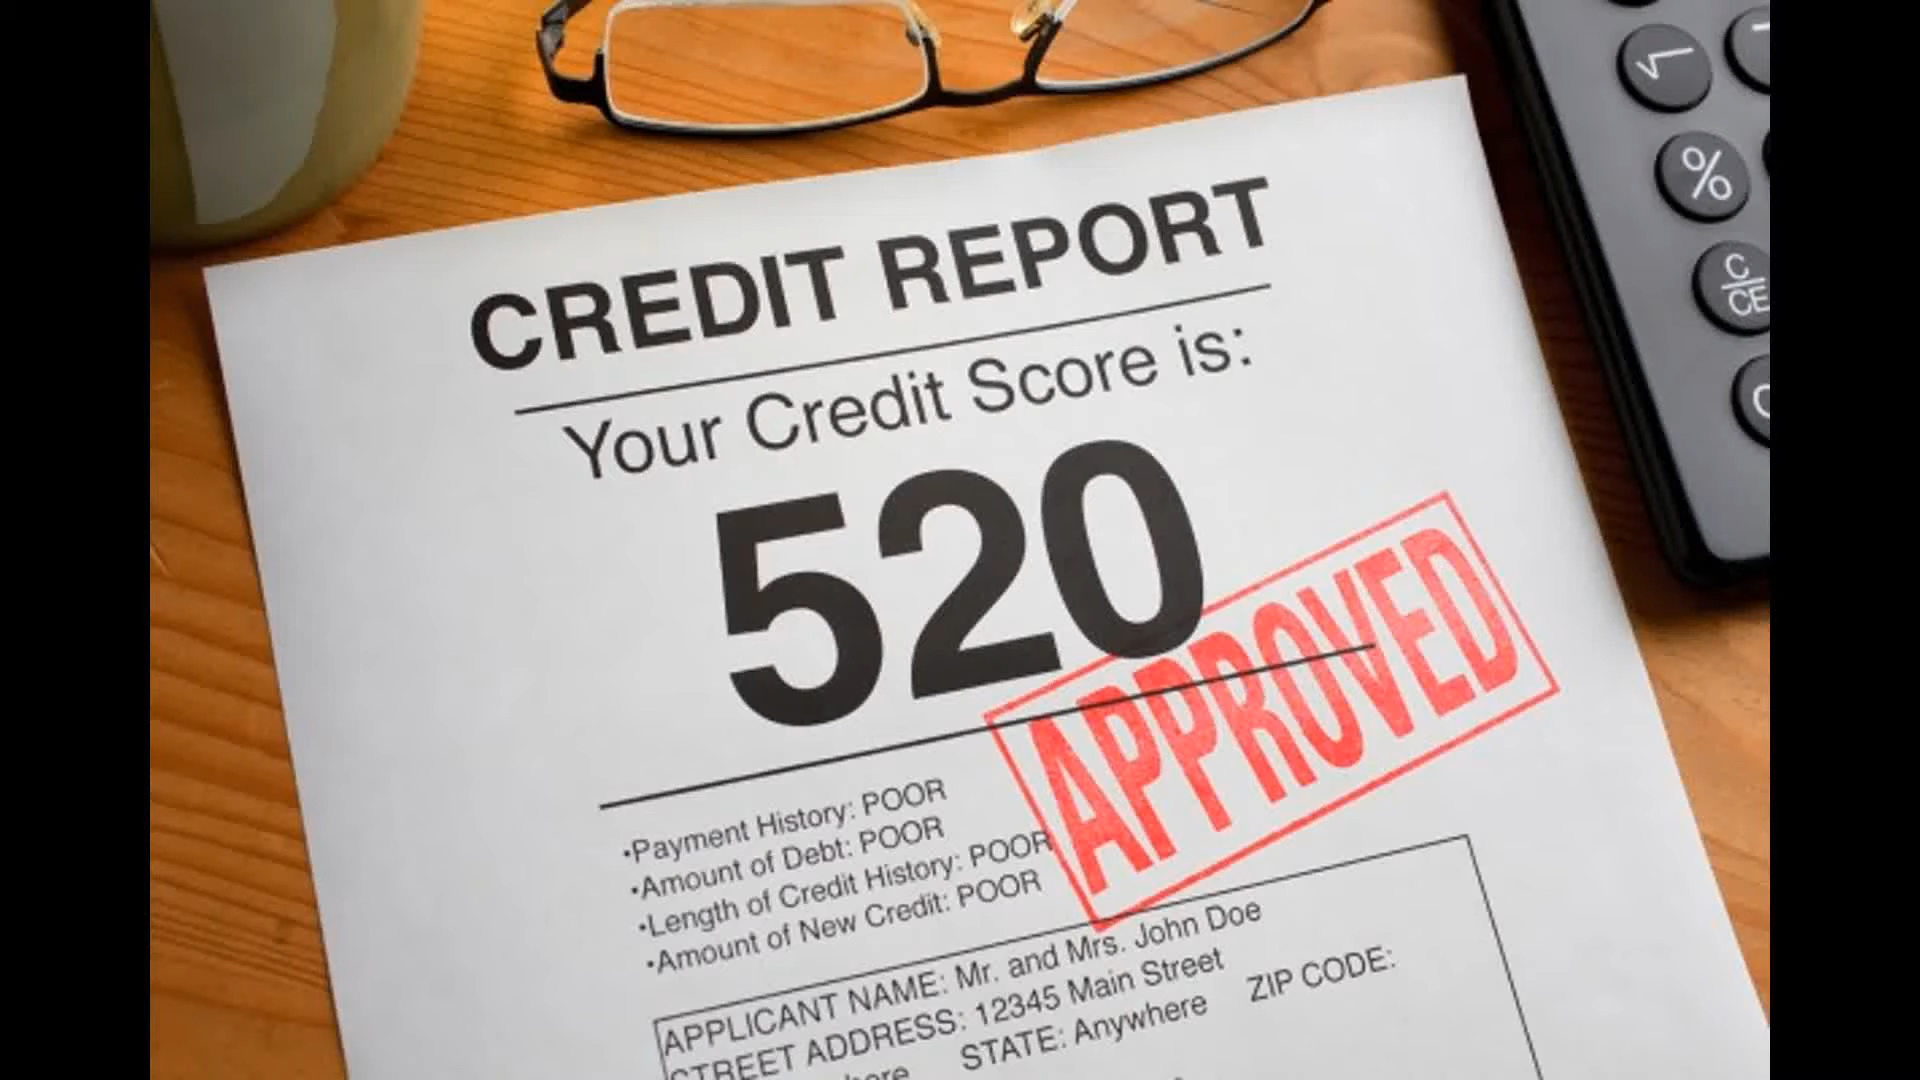 CREDIT REPORT
Your Credit Score is:
520
APPROVED
•Payment History: POOR
•Amount of Debt: POOR
•Length of Credit History: POOR
•Amount of New Credit: POOR
APPLICANT NAME: Mr. and Mrs. John Doe
STREET ADDRESS: 12345 Main Street
STATE: Anywhere ZIP CODE:
√
%
C
CE